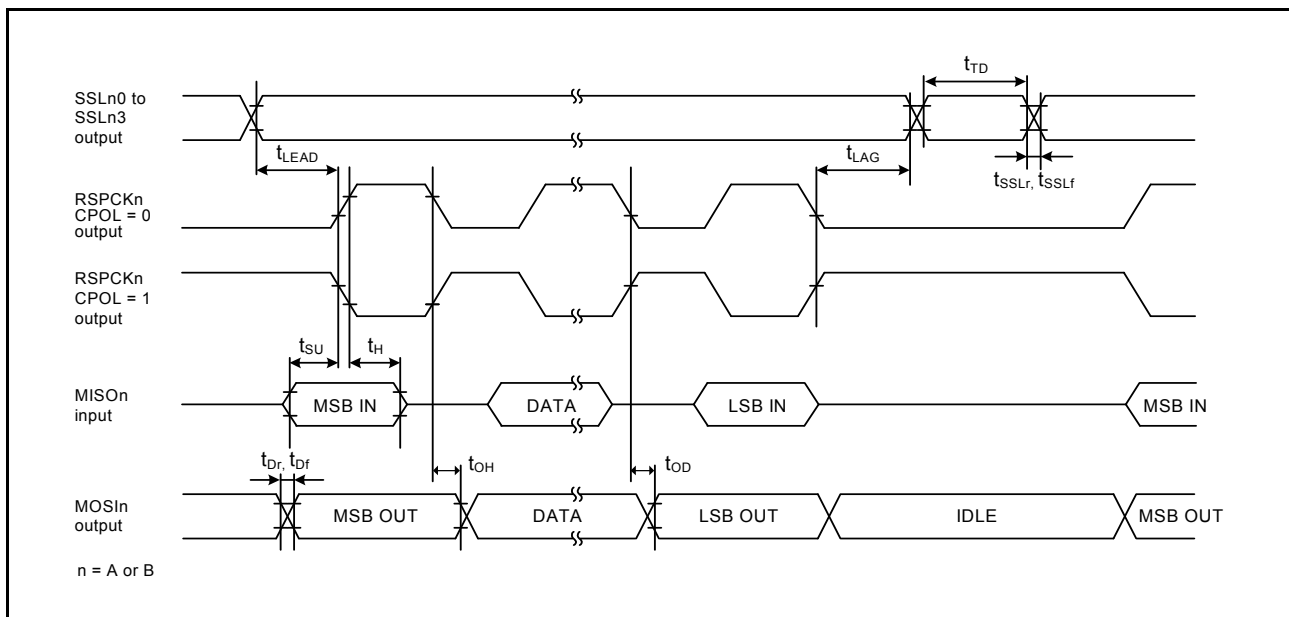 tTD
SSLn0 to
SSLn3
output
tLEAD
tLAG
tSSLr, tSSLf
RSPCKn
CPOL = 0
output
RSPCKn
CPOL = 1
output
tSU
tH
MISOn
input
MSB IN
DATA
LSB IN
MSB IN
tDr, tDf
tOH
tOD
MOSIn
output
MSB OUT
DATA
LSB OUT
IDLE
MSB OUT
n = A or B